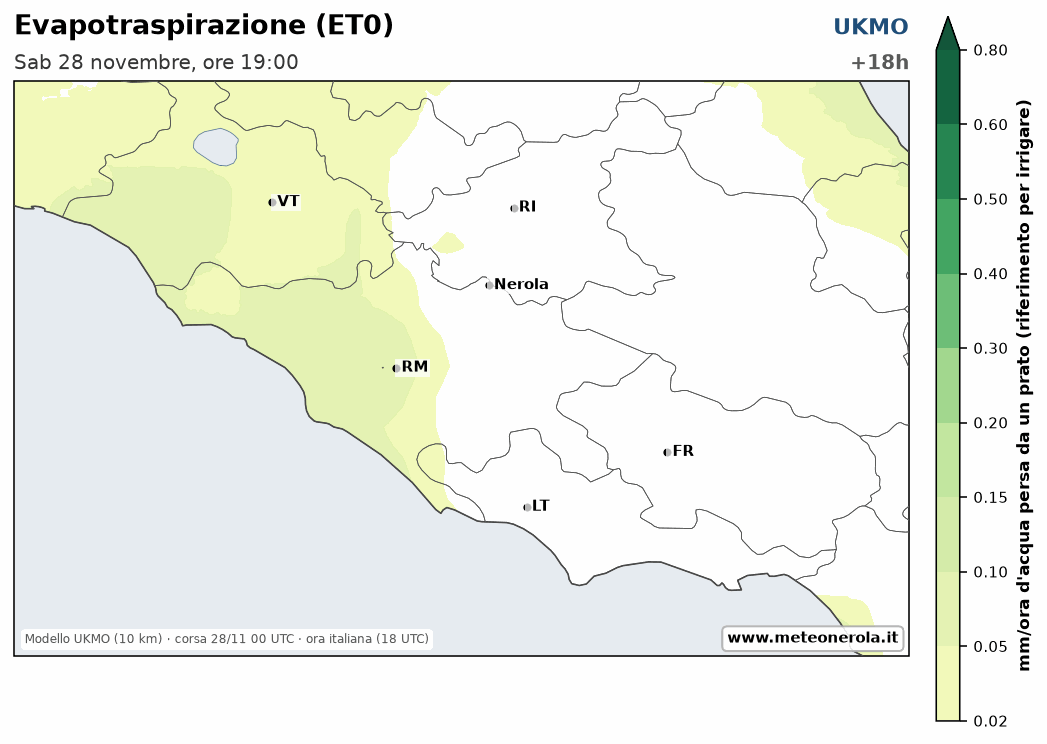 Evapotraspirazione (ET0)
UKMO
Sab 28 novembre, ore 19:00
+18h
VT
RI
Nerola
RM
FR
LT
Modello UKMO (10 km) · corsa 28/11 00 UTC · ora italiana (18 UTC)
www.meteonerola.it
0.80
0.60
0.50
0.40
0.30
0.20
0.15
0.10
0.05
0.02
mm/ora d'acqua persa da un prato (riferimento per irrigare)